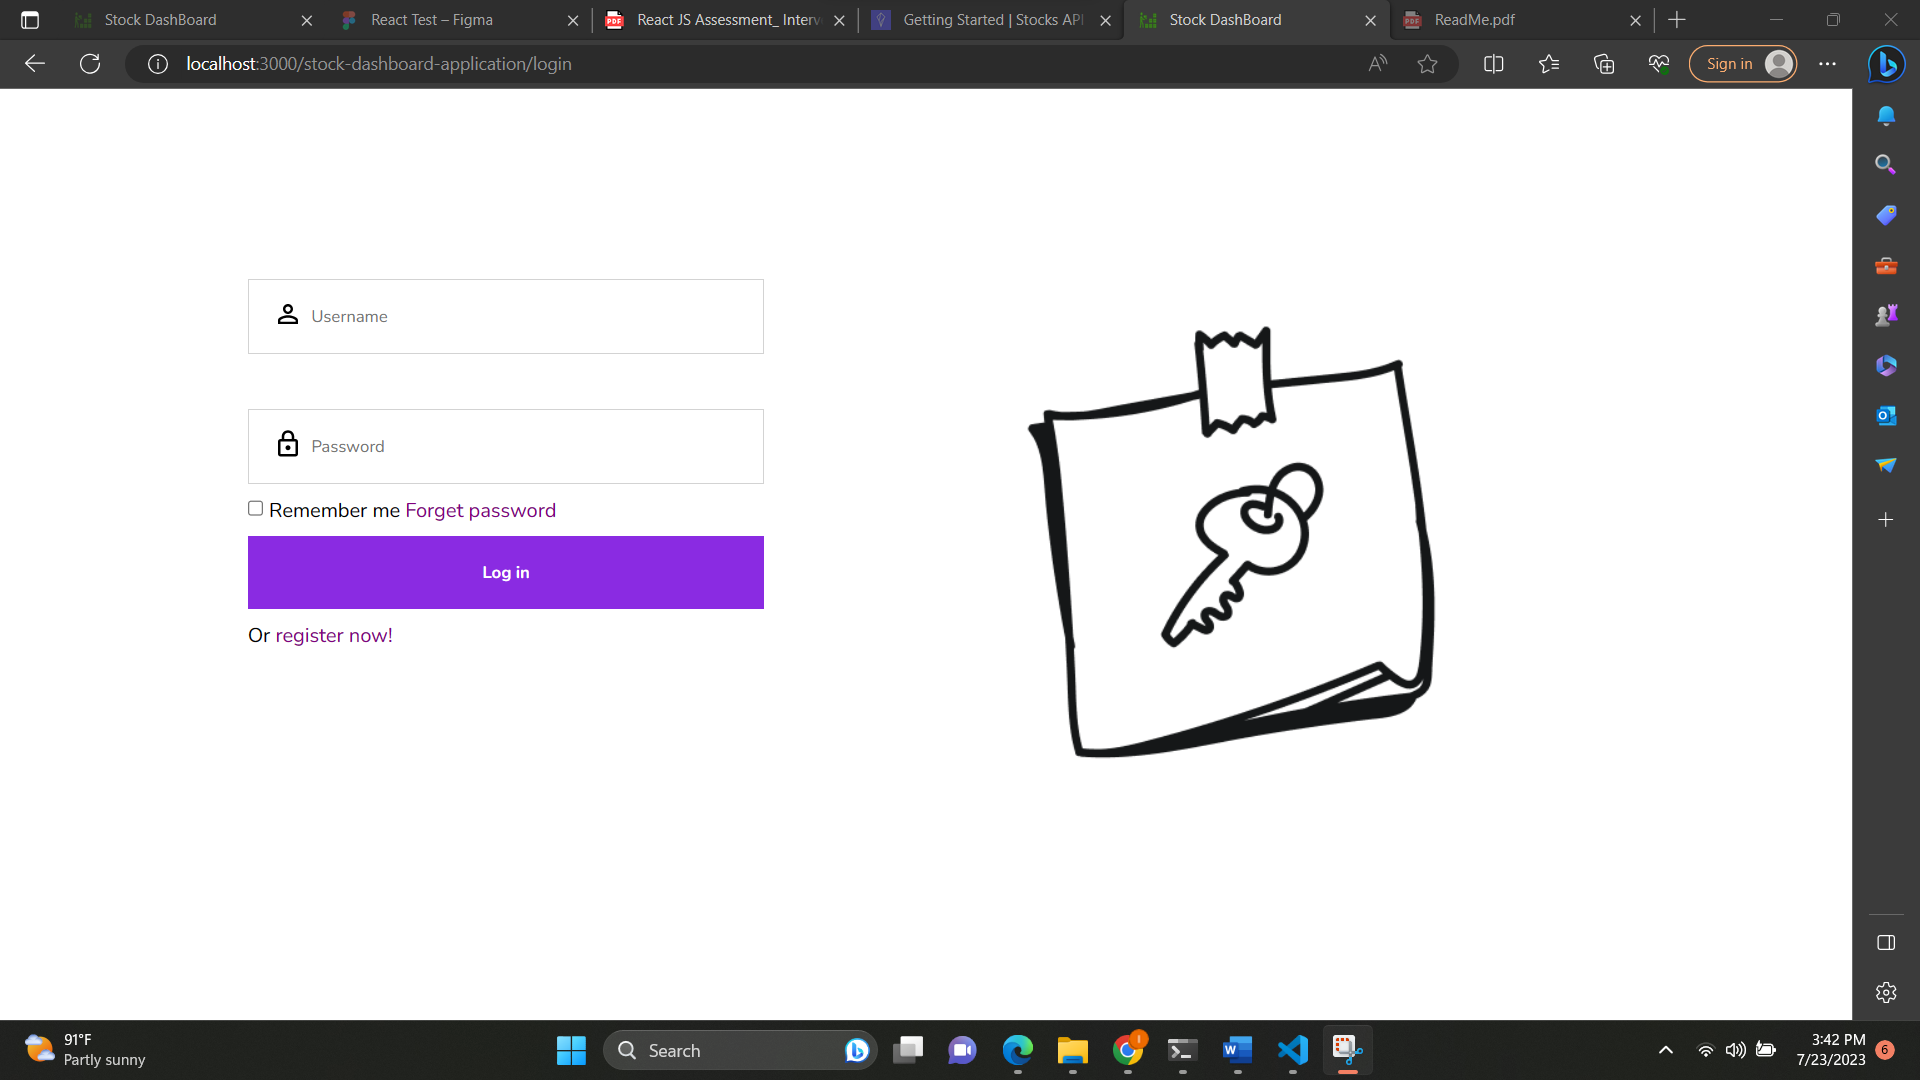 Stock DashBoard
React Test – Figma
React JS Assessment_ Interv
Getting Started | Stocks API
Stock DashBoard
ReadMe.pdf
localhost:3000/stock-dashboard-application/login
Sign in
Username
Password
Remember me Forget password
Log in
Or register now!
91°F
Partly sunny
Search
3:42 PM
7/23/2023
6